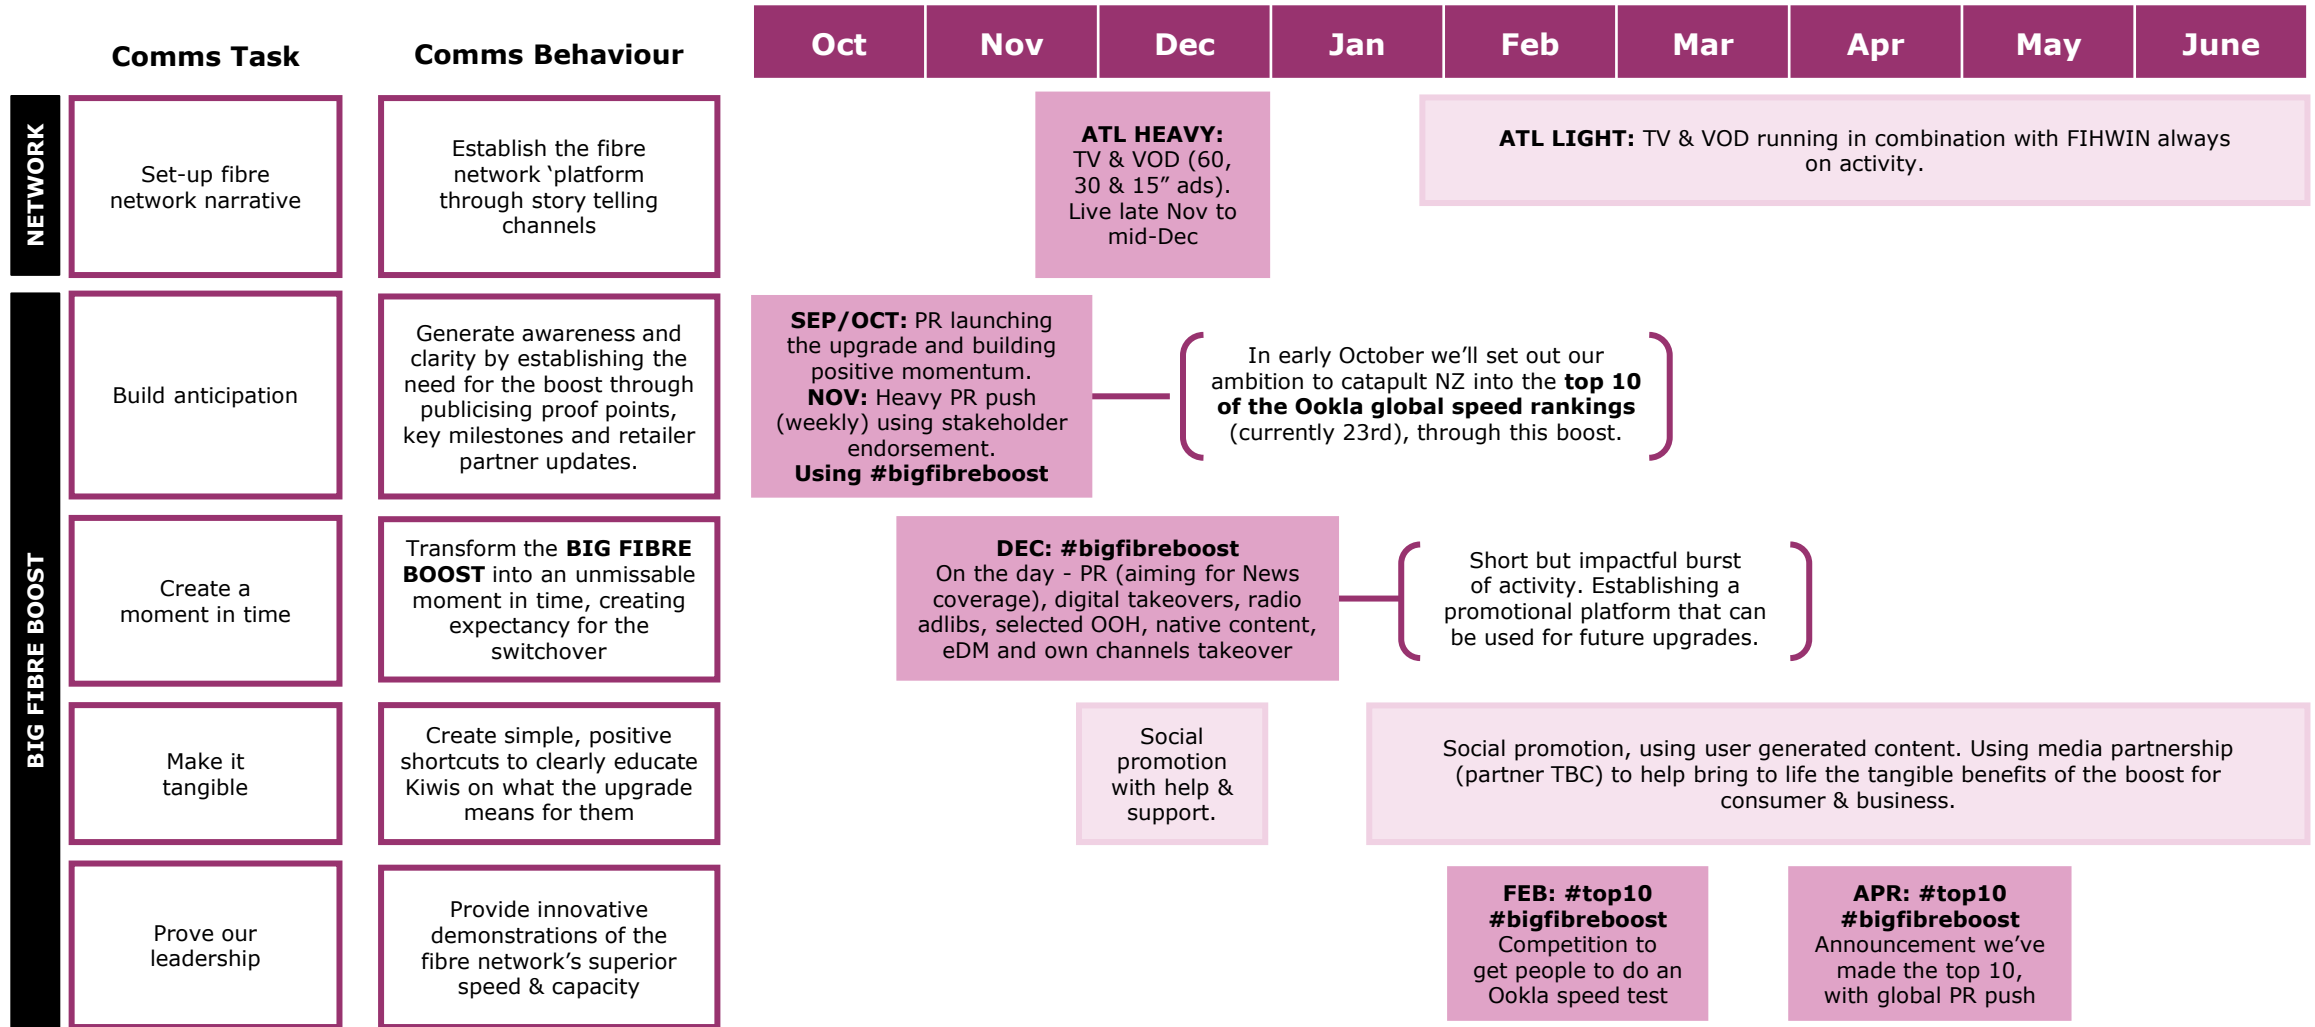 Comms Task
Comms Behaviour
Oct
Nov
Dec
Jan
Feb
Mar
Apr
May
June
NETWORK
Set-up fibre
network narrative
Establish the fibre
network ‘platform
through story telling
channels
ATL HEAVY:
TV & VOD (60,
30 & 15” ads).
Live late Nov to
mid-Dec
ATL LIGHT: TV & VOD running in combination with FIHWIN always
on activity.
BIG FIBRE BOOST
Build anticipation
Generate awareness and
clarity by establishing the
need for the boost through
publicising proof points,
key milestones and retailer
partner updates.
SEP/OCT: PR launching
the upgrade and building
positive momentum.
NOV: Heavy PR push
(weekly) using stakeholder
endorsement.
Using #bigfibreboost
In early October we’ll set out our
ambition to catapult NZ into the top 10
of the Ookla global speed rankings
(currently 23rd), through this boost.
Create a
moment in time
Transform the BIG FIBRE
BOOST into an unmissable
moment in time, creating
expectancy for the
switchover
DEC: #bigfibreboost
On the day - PR (aiming for News
coverage), digital takeovers, radio
adlibs, selected OOH, native content,
eDM and own channels takeover
Short but impactful burst
of activity. Establishing a
promotional platform that can
be used for future upgrades.
Make it
tangible
Create simple, positive
shortcuts to clearly educate
Kiwis on what the upgrade
means for them
Social
promotion
with help &
support.
Social promotion, using user generated content. Using media partnership
(partner TBC) to help bring to life the tangible benefits of the boost for
consumer & business.
Prove our
leadership
Provide innovative
demonstrations of the
fibre network’s superior
speed & capacity
FEB: #top10
#bigfibreboost
Competition to
get people to do an
Ookla speed test
APR: #top10
#bigfibreboost
Announcement we’ve
made the top 10,
with global PR push